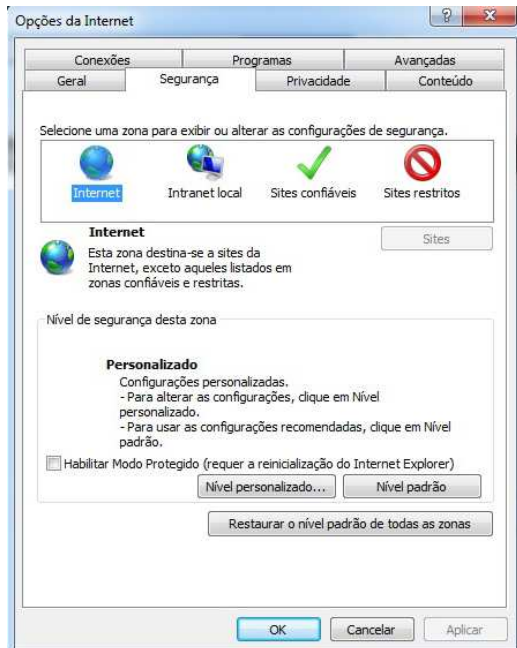 Opções da Internet
?
Conexões Programas Avançadas
Geral Segurança Privacidade Conteúdo
Selecione uma zona para exibir ou alterar as configurações de segurança.
Internet Intranet local Sites confiáveis Sites restritos
Internet Sites
Esta zona destina-se a sites da
Internet, exceto aqueles listados em
zonas confiáveis e restritas.
Nível de segurança desta zona
Personalizado
Configurações personalizadas.
- Para alterar as configurações, clique em Nível
personalizado.
- Para usar as configurações recomendadas, clique em Nível
padrão.
Habilitar Modo Protegido (requer a reinicialização do Internet Explorer)
Nível personalizado... Nível padrão
Restaurar o nível padrão de todas as zonas
OK Cancelar Aplicar